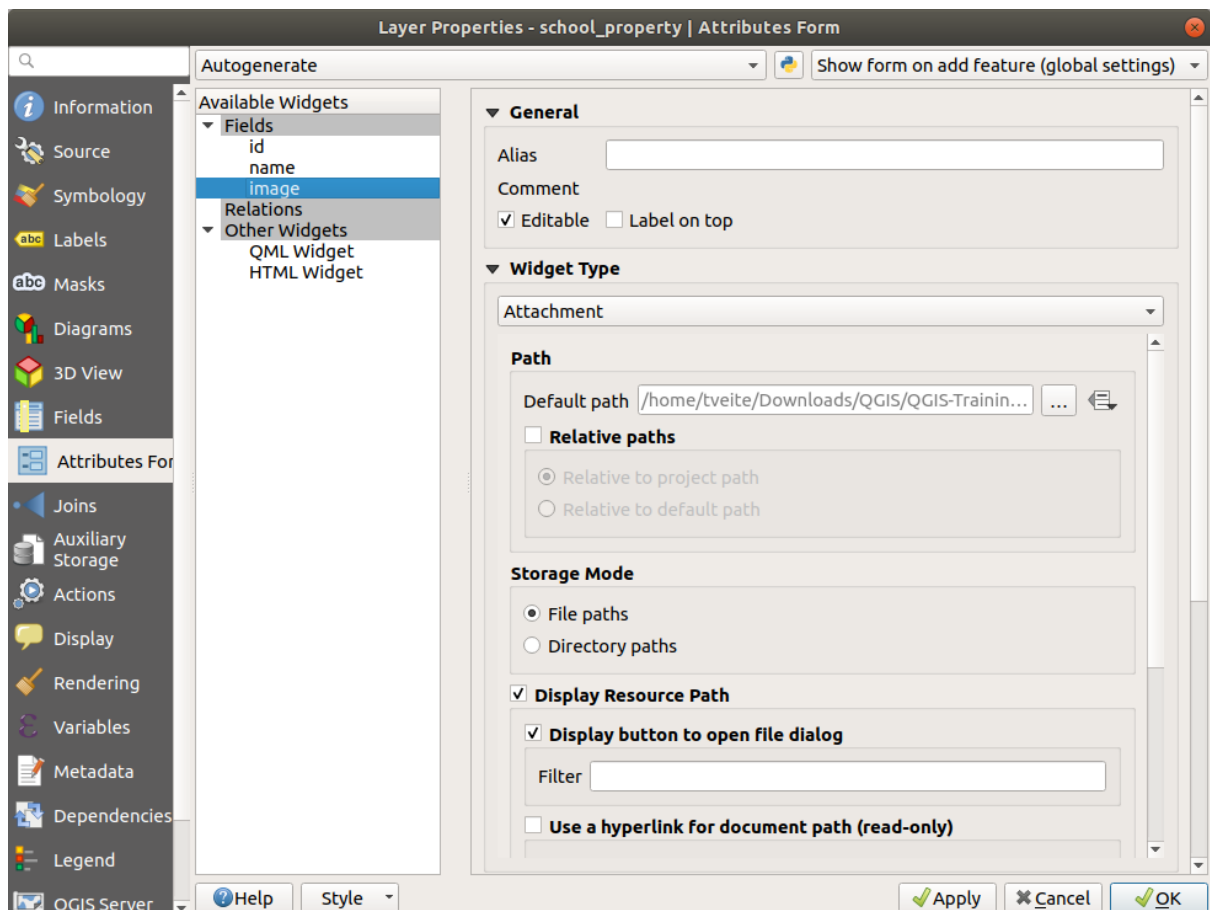 Layer Properties - school_property | Attributes Form
Autogenerate
Show form on add feature (global settings)
Information
Source
Symbology
abc Labels
abc Masks
Diagrams
3D View
Fields
Attributes For
Joins
Auxiliary
Storage
Actions
Display
Rendering
Variables
Metadata
Dependencies
Legend
QGIS Server
Available Widgets
Fields
id
name
image
Relations
Other Widgets
QML Widget
HTML Widget
General
Alias
Comment
Editable Label on top
Widget Type
Attachment
Path
Default path /home/tveite/Downloads/QGIS/QGIS-Trainin... ...
Relative paths
Relative to project path
Relative to default path
Storage Mode
File paths
Directory paths
Display Resource Path
Display button to open file dialog
Filter
Use a hyperlink for document path (read-only)
Help Style Apply Cancel OK